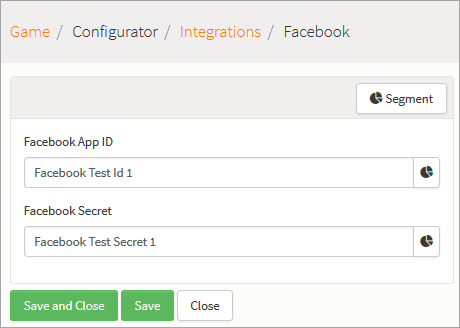 Game / Configurator / Integrations / Facebook
Segment
Facebook App ID
Facebook Test Id 1
Facebook Secret
Facebook Test Secret 1
Save and Close Save Close